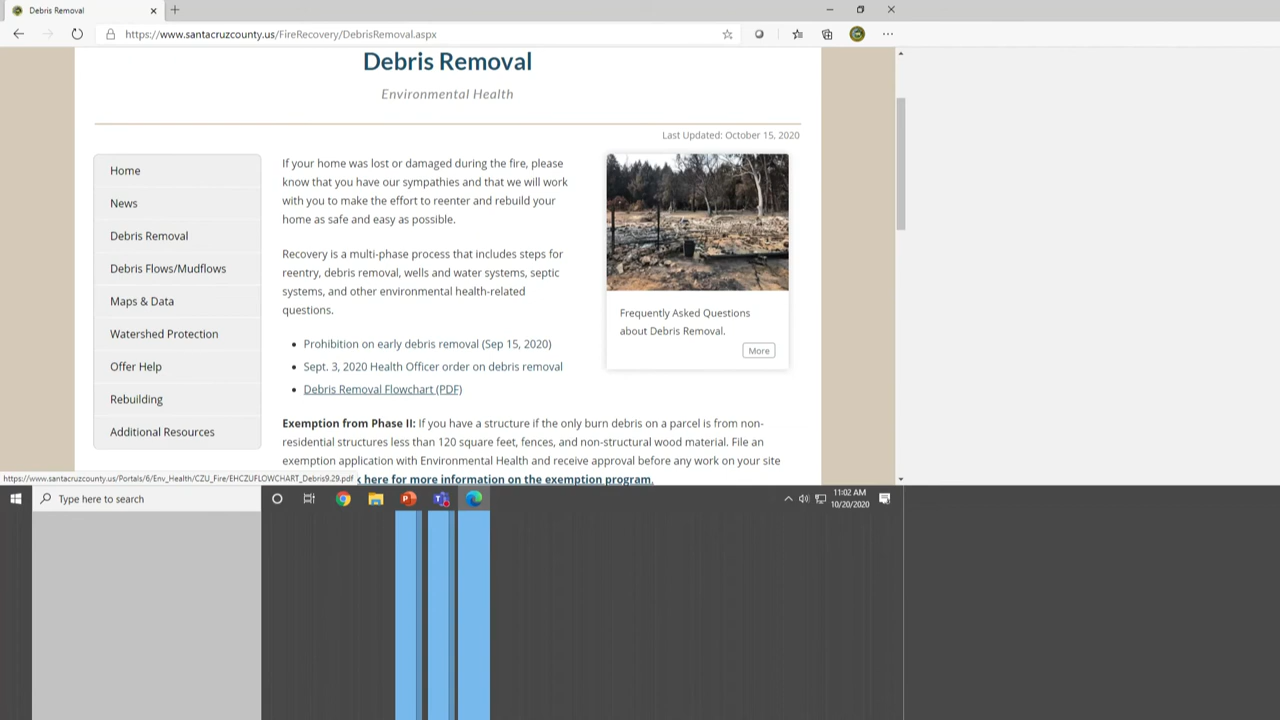 Debris Removal
https://www.santacruzcounty.us/FireRecovery/DebrisRemoval.aspx
Debris Removal
Environmental Health
Last Updated: October 15, 2020
Home
News
Debris Removal
Debris Flows/Mudflows
Maps & Data
Watershed Protection
Offer Help
Rebuilding
Additional Resources
If your home was lost or damaged during the fire, please
know that you have our sympathies and that we will work
with you to make the effort to reenter and rebuild your
home as safe and easy as possible.
Recovery is a multi-phase process that includes steps for
reentry, debris removal, wells and water systems, septic
systems, and other environmental health-related
questions.
• Prohibition on early debris removal (Sep 15, 2020)
• Sept. 3, 2020 Health Officer order on debris removal
• Debris Removal Flowchart (PDF)
Frequently Asked Questions
about Debris Removal.
More
Exemption from Phase II: If you have a structure if the only burn debris on a parcel is from non-
residential structures less than 120 square feet, fences, and non-structural wood material. File an
exemption application with Environmental Health and receive approval before any work on your site
here for more information on the exemption program.
https://www.santacruzcounty.us/Portals/6/Env_Health/CZU_Fire/EHCZUFLOWCHART_Debris9.29.pdf
Type here to search
11:02 AM
10/20/2020